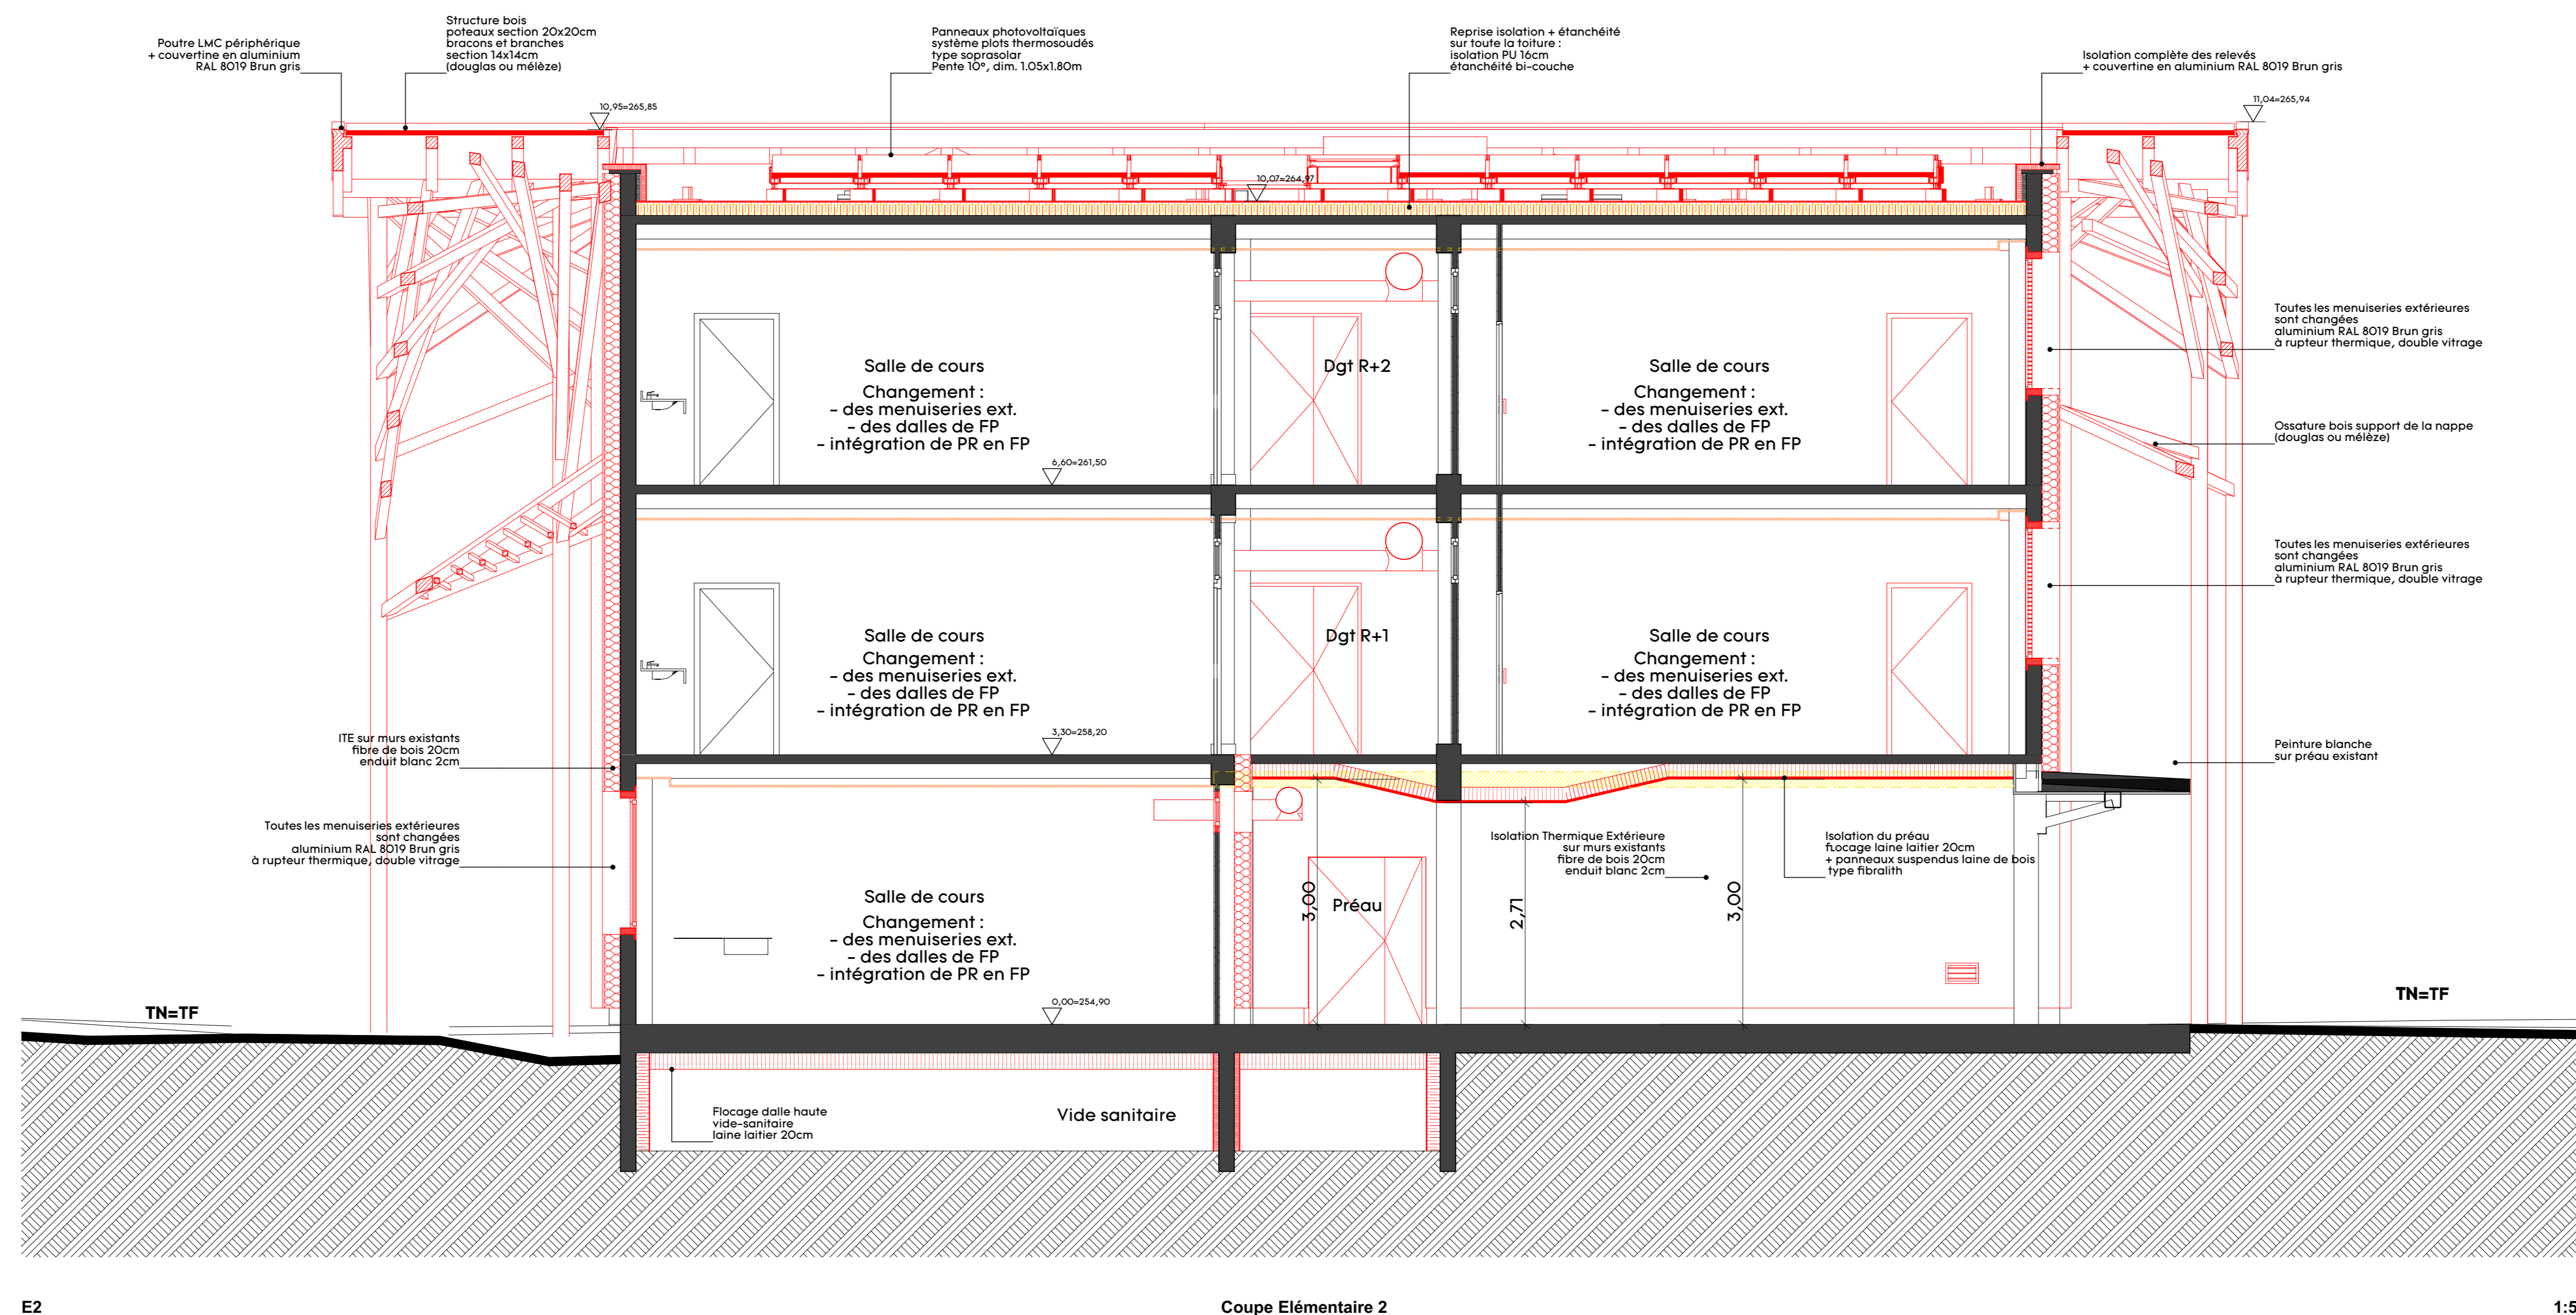 Structure bois
poteaux section 20x20cm
bracons et branches
section 14x14cm
(douglas ou mélèze)
Poutre LMC périphérique
+ couvertine en aluminium
RAL 8019 Brun gris
Panneaux photovoltaïques
système plots thermosoudés
type soprasolar
Pente 10°, dim. 1.05x1.80m
Reprise isolation + étanchéité
sur toute la toiture :
isolation PU 16cm
étanchéité bi-couche
Isolation complète des relevés
+ couvertine en aluminium RAL 8019 Brun gris
10,95=265,85
11,04=265,94
10,07=264,97
Toutes les menuiseries extérieures
sont changées
aluminium RAL 8019 Brun gris
à rupteur thermique, double vitrage
Salle de cours
Changement :
- des menuiseries ext.
- des dalles de FP
- intégration de PR en FP
Dgt R+2
Salle de cours
Changement :
- des menuiseries ext.
- des dalles de FP
- intégration de PR en FP
Ossature bois support de la nappe
(douglas ou mélèze)
6,60=261,50
Toutes les menuiseries extérieures
sont changées
aluminium RAL 8019 Brun gris
à rupteur thermique, double vitrage
Salle de cours
Changement :
- des menuiseries ext.
- des dalles de FP
- intégration de PR en FP
Dgt R+1
Salle de cours
Changement :
- des menuiseries ext.
- des dalles de FP
- intégration de PR en FP
3,30=258,20
ITE sur murs existants
fibre de bois 20cm
enduit blanc 2cm
Peinture blanche
sur préau existant
Toutes les menuiseries extérieures
sont changées
aluminium RAL 8019 Brun gris
à rupteur thermique, double vitrage
Isolation Thermique Extérieure
sur murs existants
fibre de bois 20cm
enduit blanc 2cm
Isolation du préau
flocage laine laitier 20cm
+ panneaux suspendus laine de bois
type fibralith
Salle de cours
Changement :
- des menuiseries ext.
- des dalles de FP
- intégration de PR en FP
3,00
Préau
2,71
3,00
0,00=254,90
TN=TF
TN=TF
Flocage dalle haute
vide-sanitaire
laine laitier 20cm
Vide sanitaire
E2
Coupe Elémentaire 2
1:5